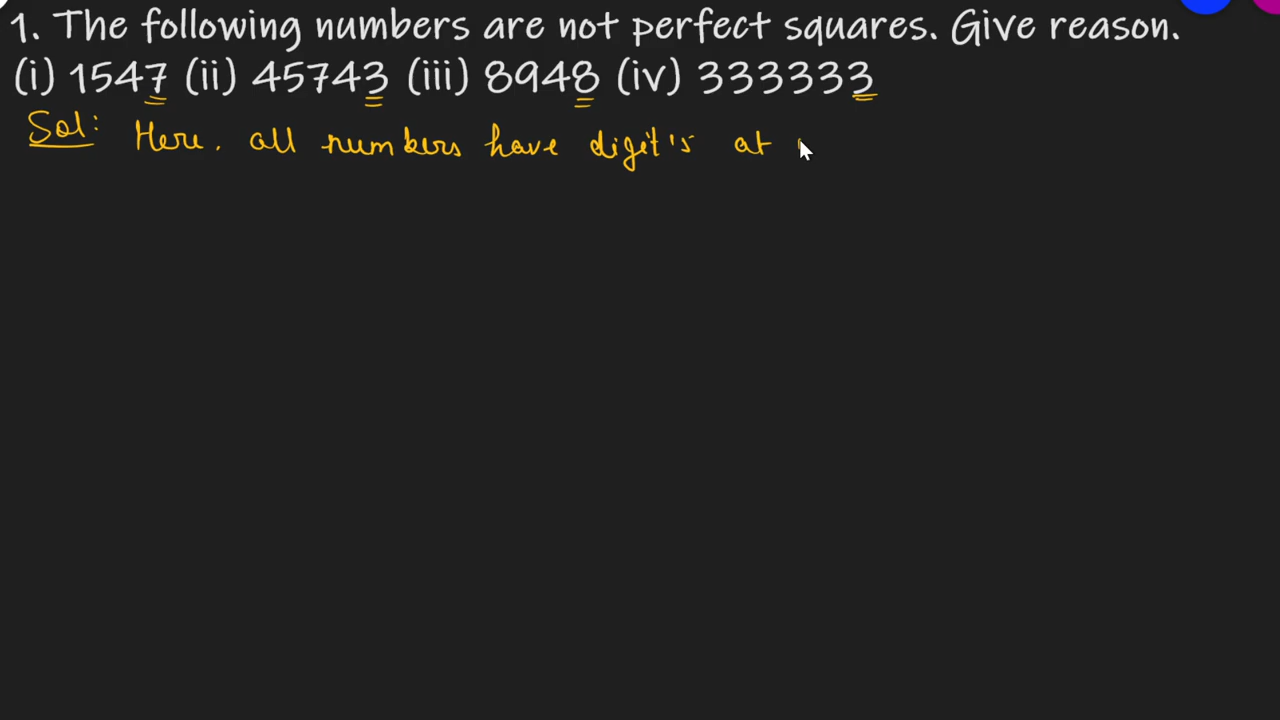 1. The following numbers are not perfect squares. Give reason.
(i) 1547 (ii) 45743 (iii) 8948 (iv) 333333
Sol: Here, all numbers have digit's at